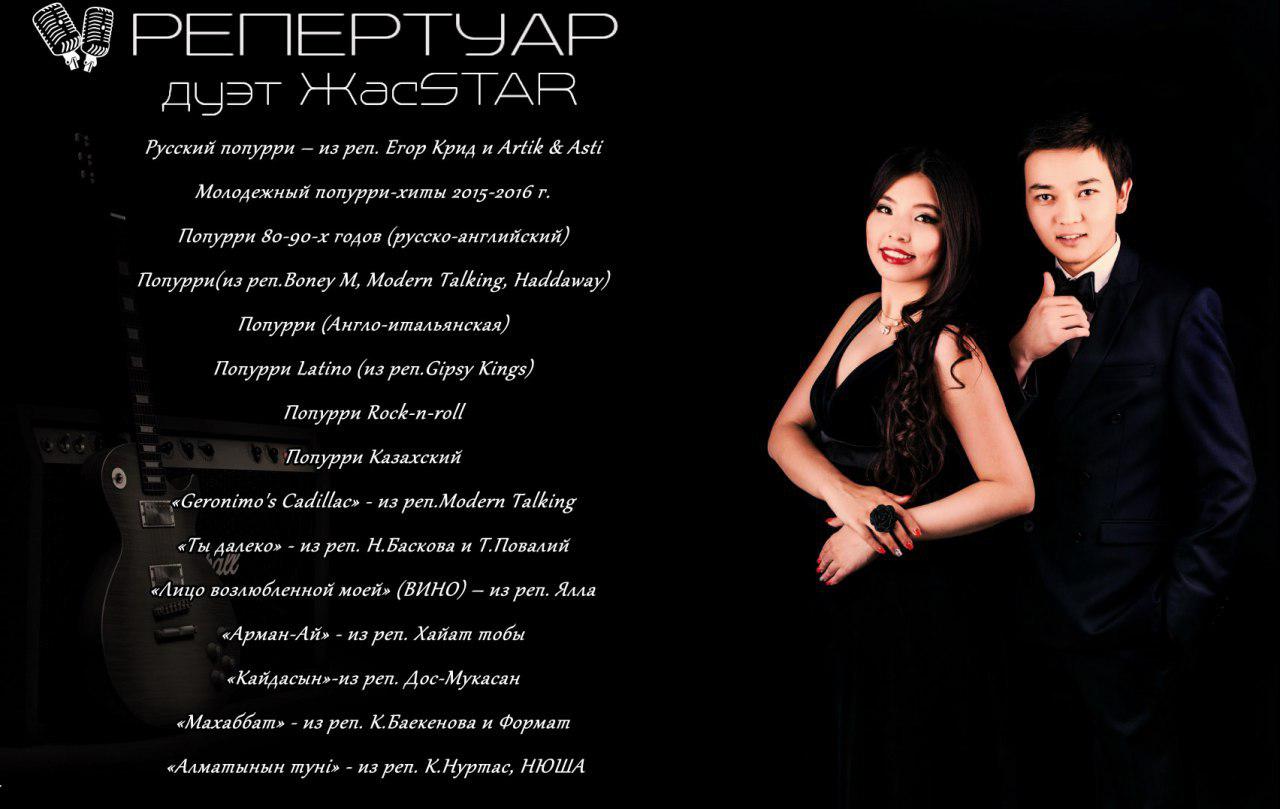 РЕПЕРТУАР
дуэт ЖасSTAR
Русский попурри – из реп. Егор Крид и Artik & Asti
Молодежный попурри-хиты 2015-2016 г.
Попурри 80-90-х годов (русско-английский)
Попурри(из реп.Boney M, Modern Talking, Haddaway)
Попурри (Англо-итальянская)
Попурри Latino (из реп.Gipsy Kings)
Попурри Rock-n-roll
Попурри Казахский
«Geronimo's Cadillac» - из реп.Modern Talking
«Ты далеко» - из реп. Н.Баскова и Т.Повалий
«Лицо возлюбленной моей» (ВИНО) – из реп. Ялла
«Арман-Ай» - из реп. Хайат тобы
«Кайдасын»-из реп. Дос-Мукасан
«Махаббат» - из реп. К.Баекенова и Формат
«Алматынын туні» - из реп. К.Нуртас, НЮША